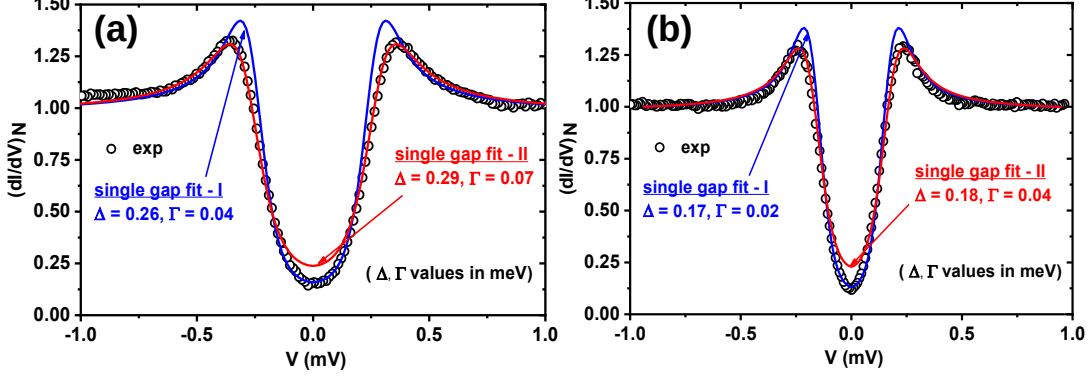 (a)
1.50
1.25
1.00
0.75
0.50
0.25
0.00
(dI/dV)N
exp
single gap fit - I
Δ = 0.26, Γ = 0.04
single gap fit - II
Δ = 0.29, Γ = 0.07
( Δ, Γ values in meV)
-1.0 -0.5 0.0 0.5 1.0
V (mV)
(b)
1.50
1.25
1.00
0.75
0.50
0.25
0.00
(dI/dV)N
exp
single gap fit - I
Δ = 0.17, Γ = 0.02
single gap fit - II
Δ = 0.18, Γ = 0.04
( Δ, Γ values in meV)
-1.0 -0.5 0.0 0.5 1.0
V (mV)